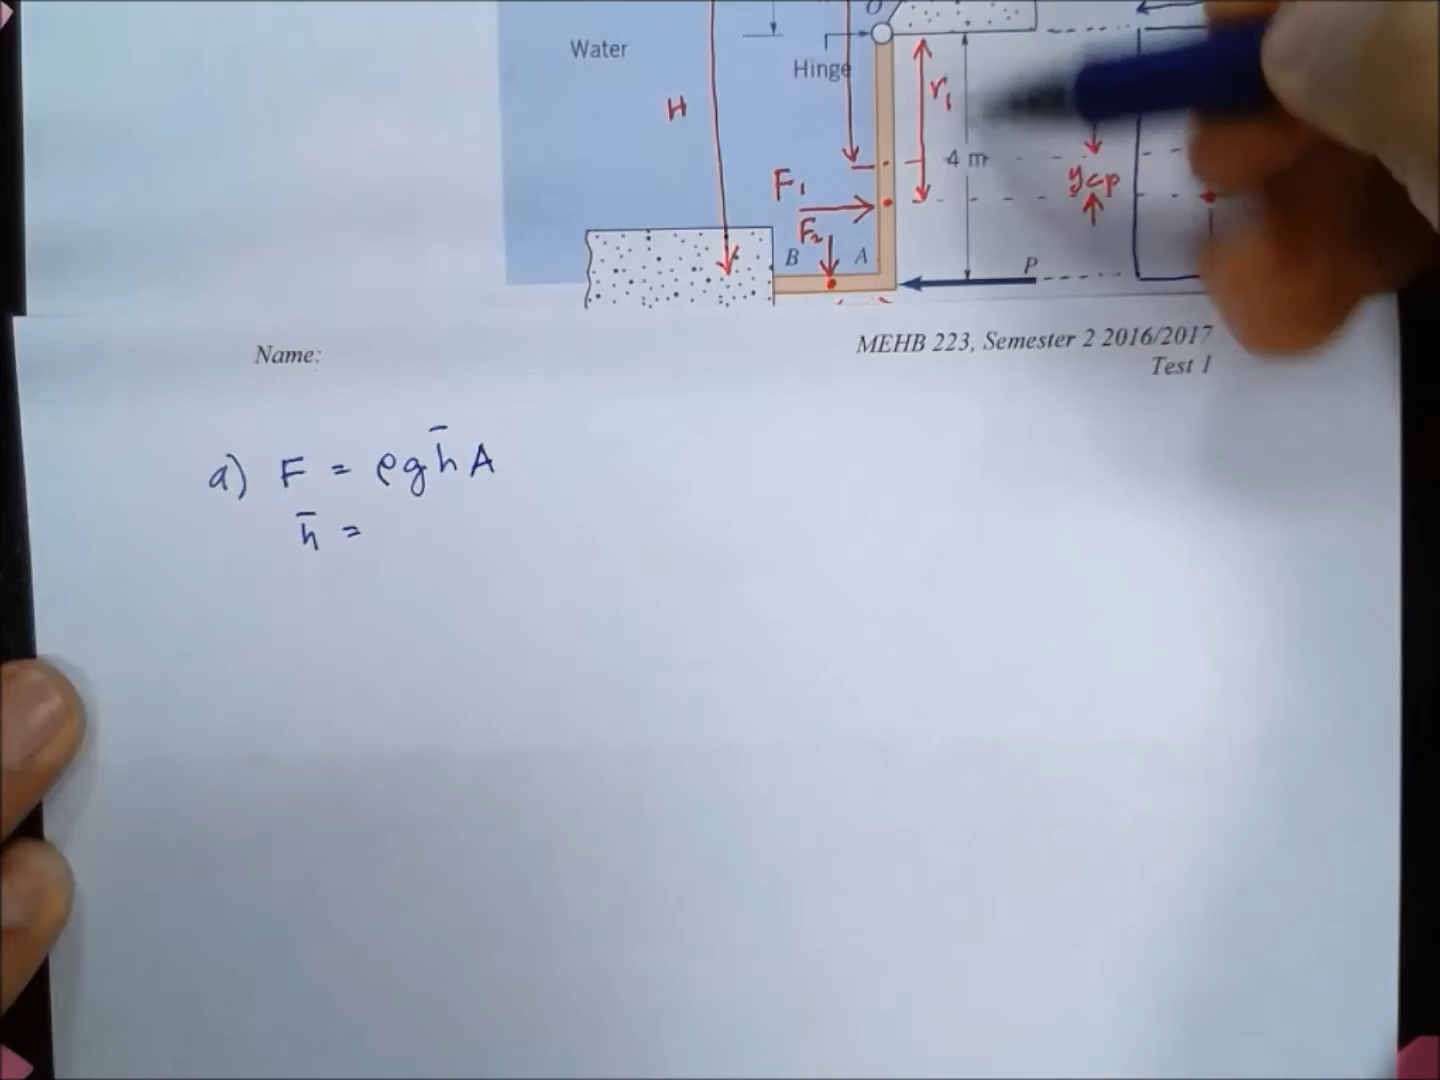 O
Water
Hinge
H
r₁
4 m
F₁
ycp
F₂
B
A
P
MEHB 223, Semester 2 2016/2017
Name:
Test 1
a) F = ρgh̄A
h̄ =